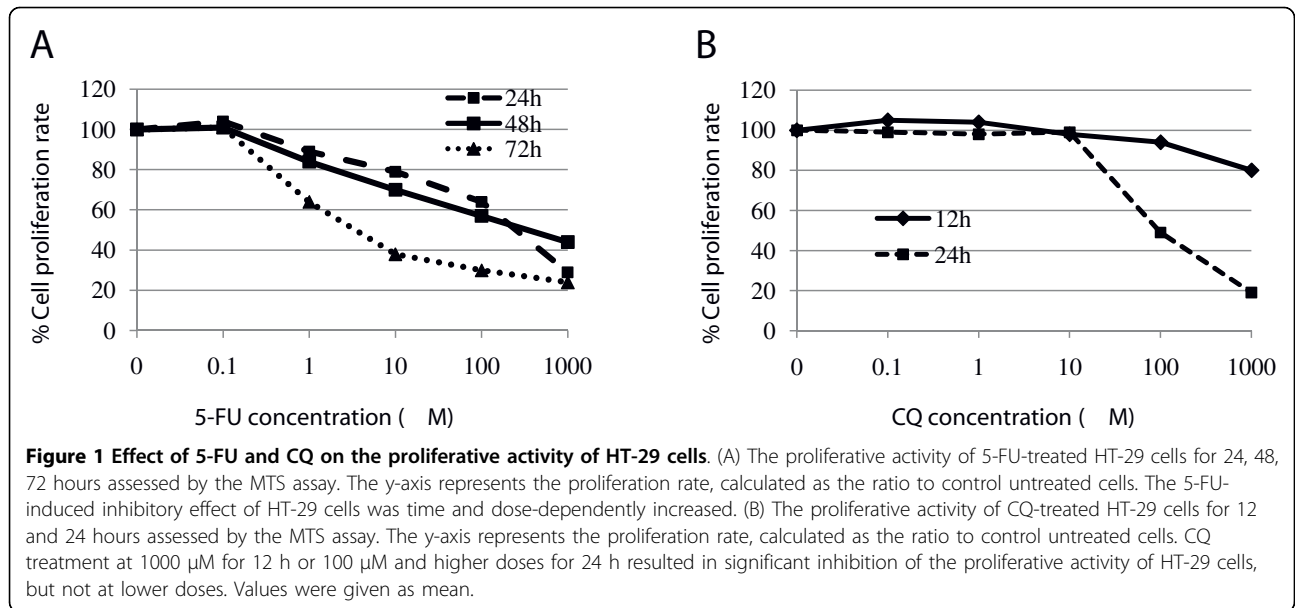 A
120
100
80
60
40
20
0
% Cell proliferation rate
24h
48h
72h
0 0.1 1 10 100 1000
5-FU concentration ( M)
B
120
100
80
60
40
20
0
% Cell proliferation rate
12h
24h
0 0.1 1 10 100 1000
CQ concentration ( M)
Figure 1 Effect of 5-FU and CQ on the proliferative activity of HT-29 cells. (A) The proliferative activity of 5-FU-treated HT-29 cells for 24, 48,
72 hours assessed by the MTS assay. The y-axis represents the proliferation rate, calculated as the ratio to control untreated cells. The 5-FU-
induced inhibitory effect of HT-29 cells was time and dose-dependently increased. (B) The proliferative activity of CQ-treated HT-29 cells for 12
and 24 hours assessed by the MTS assay. The y-axis represents the proliferation rate, calculated as the ratio to control untreated cells. CQ
treatment at 1000 μM for 12 h or 100 μM and higher doses for 24 h resulted in significant inhibition of the proliferative activity of HT-29 cells,
but not at lower doses. Values were given as mean.